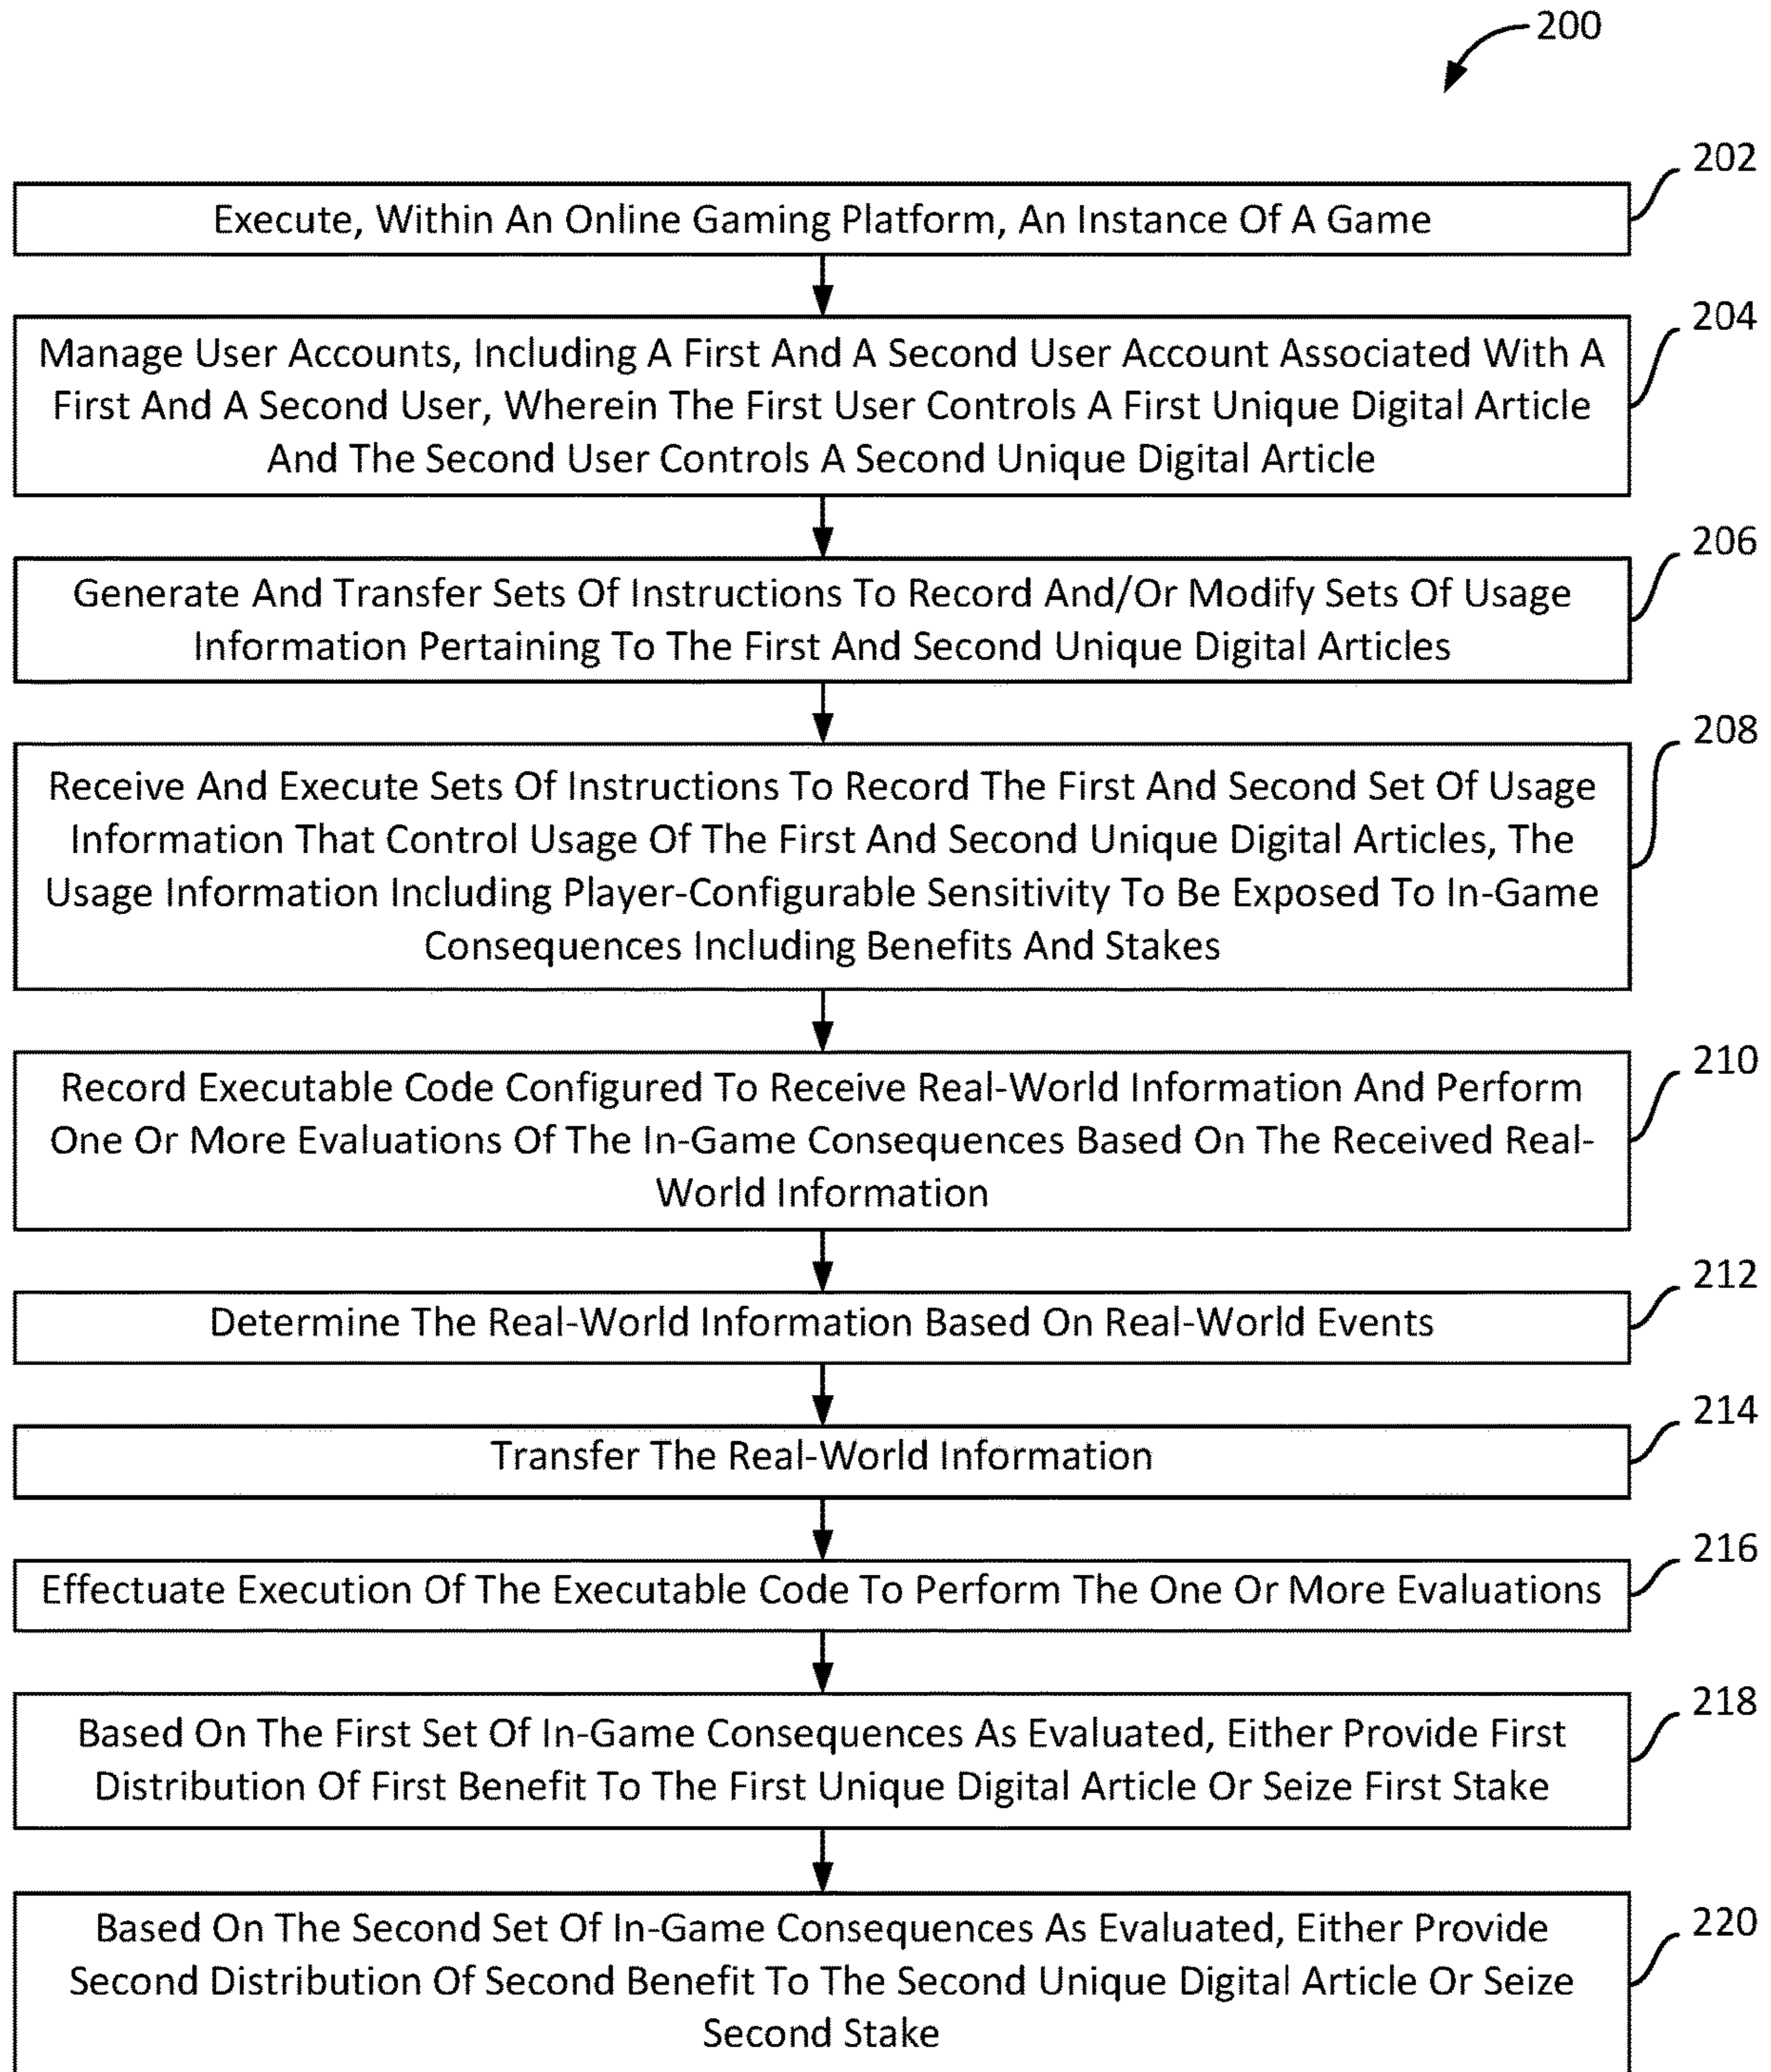 200
202
Execute, Within An Online Gaming Platform, An Instance Of A Game
204
Manage User Accounts, Including A First And A Second User Account Associated With A
First And A Second User, Wherein The First User Controls A First Unique Digital Article
And The Second User Controls A Second Unique Digital Article
206
Generate And Transfer Sets Of Instructions To Record And/Or Modify Sets Of Usage
Information Pertaining To The First And Second Unique Digital Articles
208
Receive And Execute Sets Of Instructions To Record The First And Second Set Of Usage
Information That Control Usage Of The First And Second Unique Digital Articles, The
Usage Information Including Player-Configurable Sensitivity To Be Exposed To In-Game
Consequences Including Benefits And Stakes
210
Record Executable Code Configured To Receive Real-World Information And Perform
One Or More Evaluations Of The In-Game Consequences Based On The Received Real-
World Information
212
Determine The Real-World Information Based On Real-World Events
214
Transfer The Real-World Information
216
Effectuate Execution Of The Executable Code To Perform The One Or More Evaluations
218
Based On The First Set Of In-Game Consequences As Evaluated, Either Provide First
Distribution Of First Benefit To The First Unique Digital Article Or Seize First Stake
220
Based On The Second Set Of In-Game Consequences As Evaluated, Either Provide
Second Distribution Of Second Benefit To The Second Unique Digital Article Or Seize
Second Stake